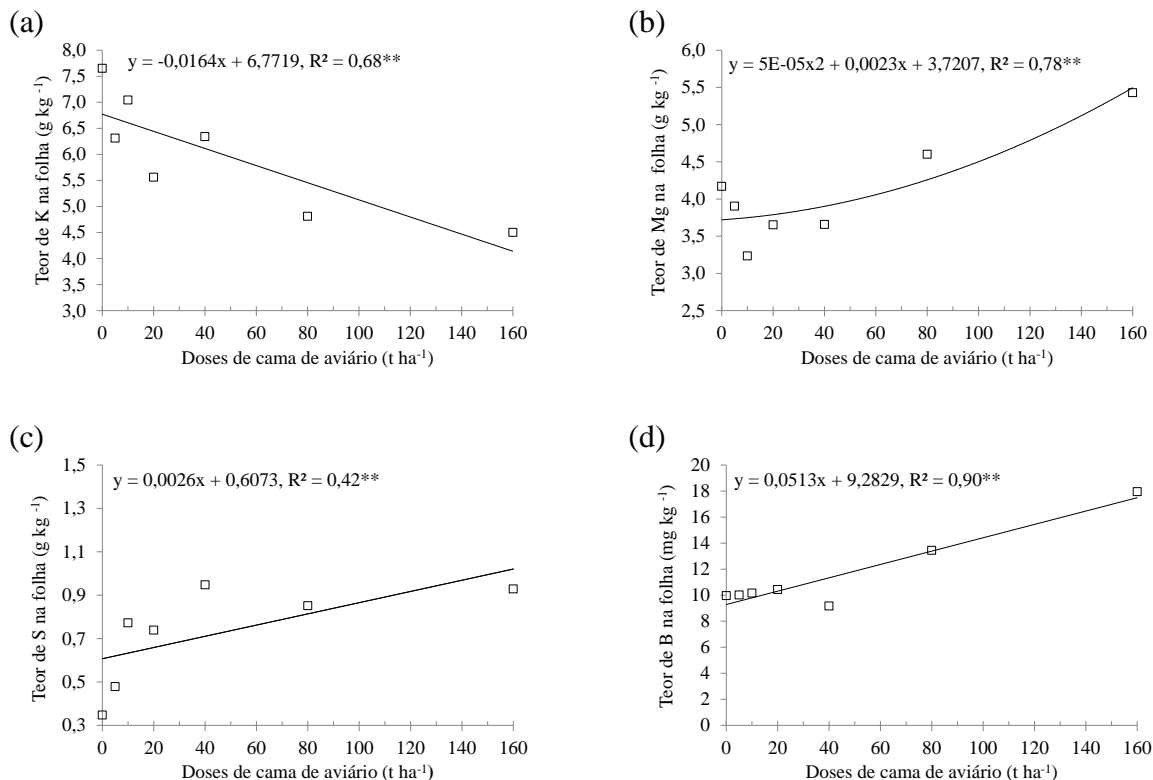 (a)
y = -0,0164x + 6,7719, R² = 0,68**
8,0
7,5
7,0
6,5
6,0
5,5
5,0
4,5
4,0
3,5
3,0
Teor de K na folha (g kg -1)
0 20 40 60 80 100 120 140 160
Doses de cama de aviário (t ha-1)
(b)
y = 5E-05x2 + 0,0023x + 3,7207, R² = 0,78**
6,0
5,5
5,0
4,5
4,0
3,5
3,0
2,5
Teor de Mg na folha (g kg -1)
0 20 40 60 80 100 120 140 160
Doses de cama de aviário (t ha-1)
(c)
y = 0,0026x + 0,6073, R² = 0,42**
1,5
1,3
1,1
0,9
0,7
0,5
0,3
Teor de S na folha (g kg -1)
0 20 40 60 80 100 120 140 160
Doses de cama de aviário (t ha-1)
(d)
y = 0,0513x + 9,2829, R² = 0,90**
20
18
16
14
12
10
8
6
4
2
0
Teor de B na folha (mg kg -1)
0 20 40 60 80 100 120 140 160
Doses de cama de aviário (t ha-1)